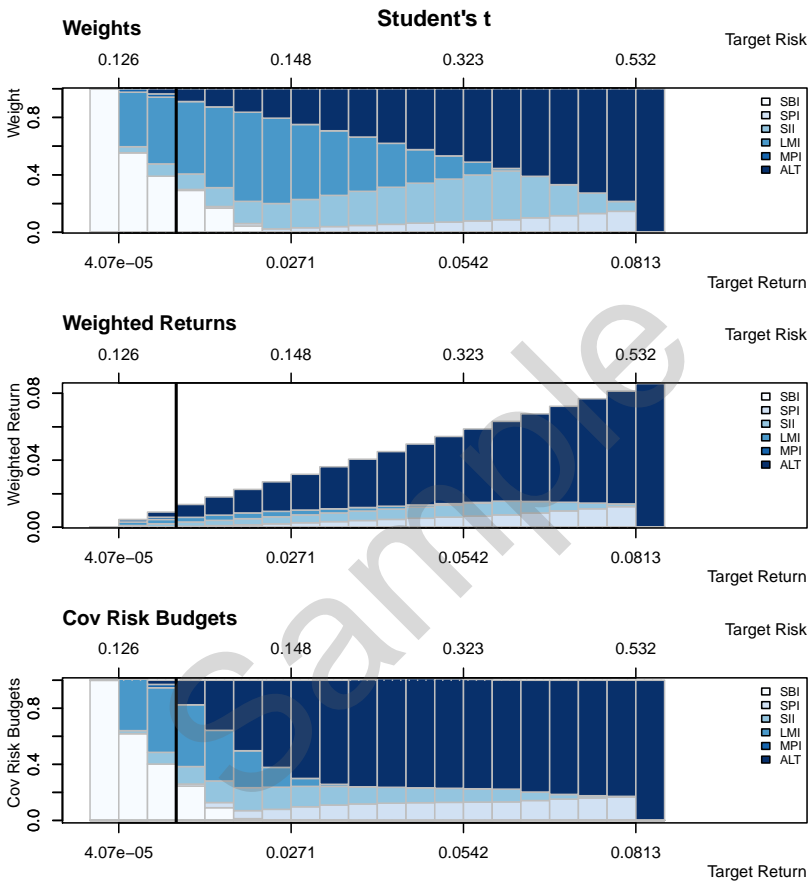 Student's t
Weights
Target Risk
0.126 0.148 0.323 0.532
Weight
0.0 0.4 0.8
SBI
SPI
SII
LMI
MPI
ALT
4.07e−05 0.0271 0.0542 0.0813
Target Return
Weighted Returns
Target Risk
0.126 0.148 0.323 0.532
Weighted Return
0.00 0.04 0.08
SBI
SPI
SII
LMI
MPI
ALT
4.07e−05 0.0271 0.0542 0.0813
Target Return
Cov Risk Budgets
Target Risk
0.126 0.148 0.323 0.532
Cov Risk Budgets
0.0 0.4 0.8
SBI
SPI
SII
LMI
MPI
ALT
4.07e−05 0.0271 0.0542 0.0813
Target Return
Sample